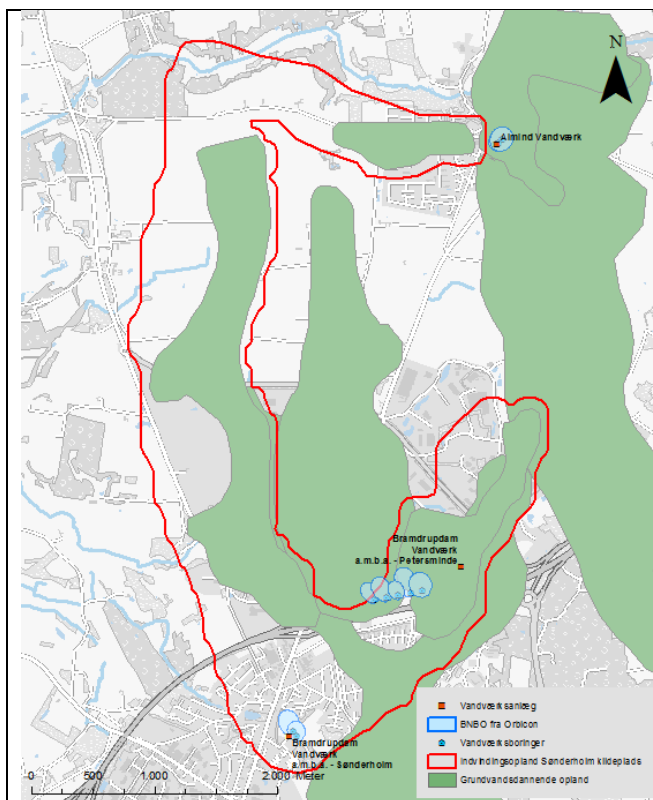 N
Almind Vandværk
Bramdrupdam
Vandværk
a.m.b.a. - Petersminde
Bramdrupdam
Vandværk
a.m.b.a. - Sønderholm
Vandværksanlæg
BNBO fra Orbicon
Vandværksboringer
Indvindingsopland Sønderholm kildeplads
Grundvandsdannende opland
0 500 1.000 2.000 Meter